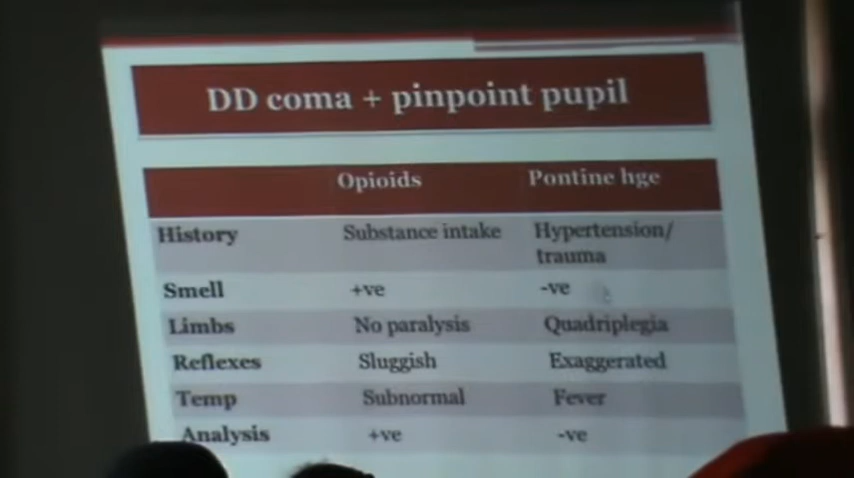 DD coma + pinpoint pupil
Opioids Pontine hge
History Substance intake Hypertension/
trauma
Smell +ve -ve
Limbs No paralysis Quadriplegia
Reflexes Sluggish Exaggerated
Temp Subnormal Fever
Analysis +ve -ve